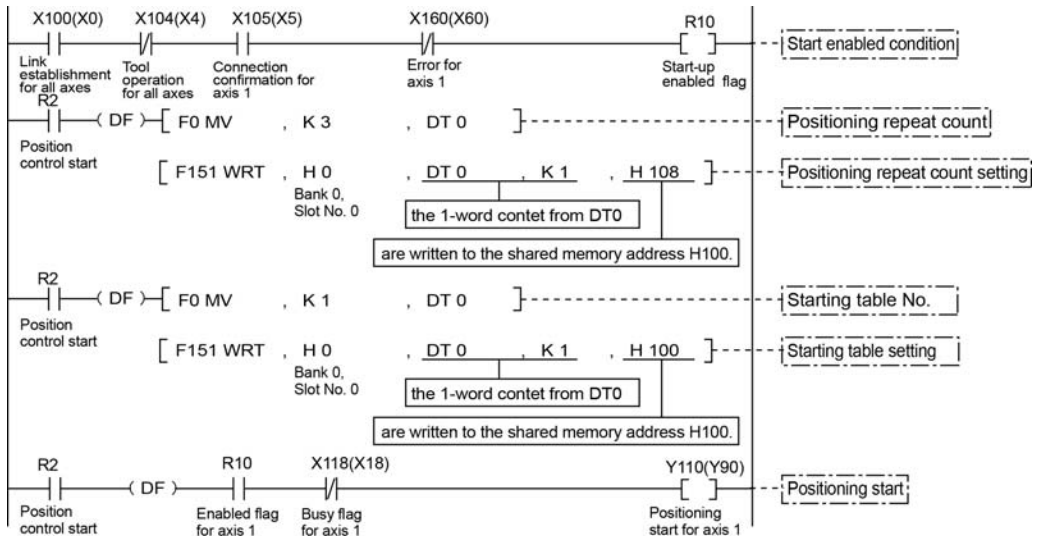 X100(X0) X104(X4) X105(X5) X160(X60) R10
Start enabled condition
Link
establishment
for all axes
Tool
operation
for all axes
Connection
confirmation for
axis 1
Error for
axis 1
Start-up
enabled flag
R2
( DF ) F0 MV , K 3 , DT 0
Positioning repeat count
Position
control start
F151 WRT , H 0 , DT 0 , K 1 , H 108
Positioning repeat count setting
Bank 0,
Slot No. 0
the 1-word contet from DT0
are written to the shared memory address H100.
R2
( DF ) F0 MV , K 1 , DT 0
Starting table No.
Position
control start
F151 WRT , H 0 , DT 0 , K 1 , H 100
Starting table setting
Bank 0,
Slot No. 0
the 1-word contet from DT0
are written to the shared memory address H100.
R2 R10 X118(X18) Y110(Y90)
( DF )
Positioning start
Position
control start
Enabled flag
for axis 1
Busy flag
for axis 1
Positioning
start for axis 1